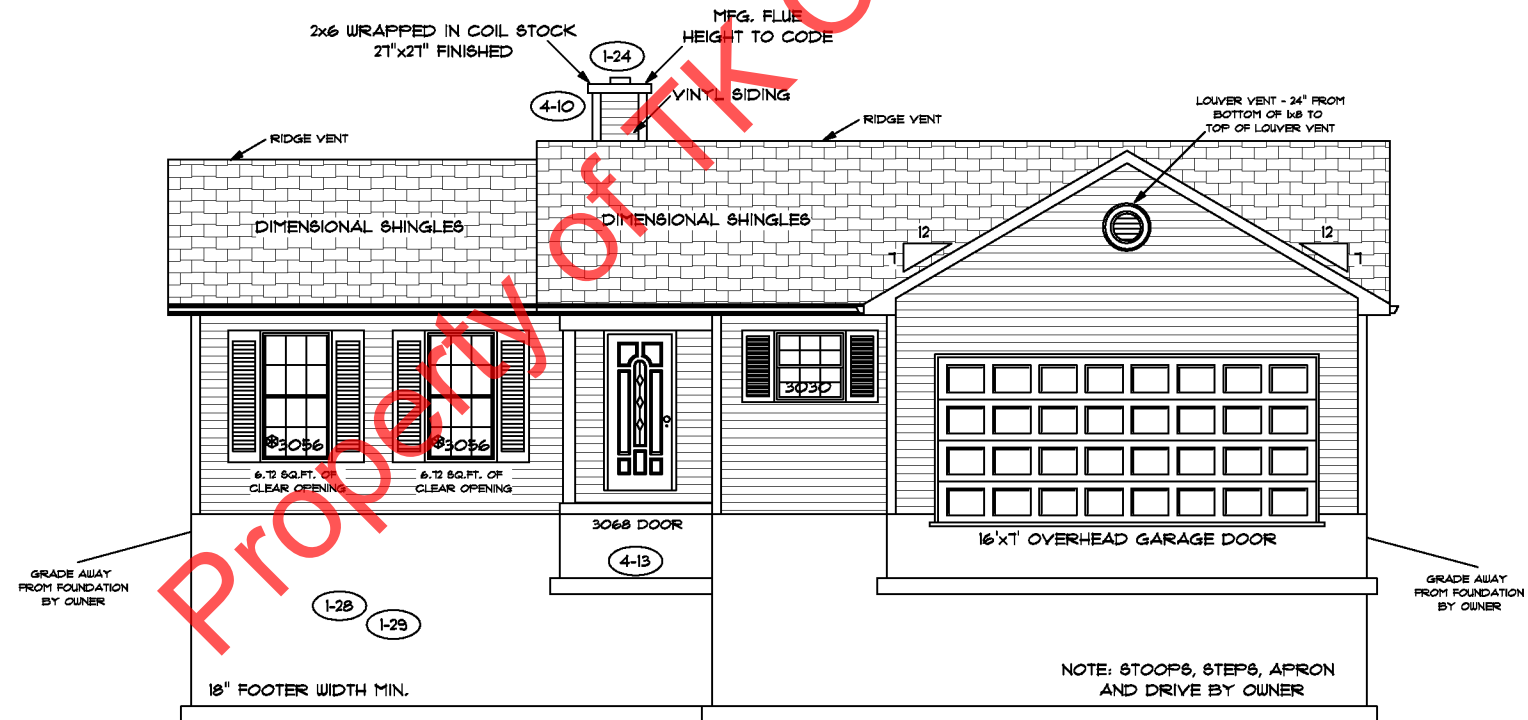 2x6 WRAPPED IN COIL STOCK
27"x27" FINISHED
1-24
MFG. FLUE
HEIGHT TO CODE
4-10
VINYL SIDING
RIDGE VENT
RIDGE VENT
LOUVER VENT - 24" FROM
BOTTOM OF 1x8 TO
TOP OF LOUVER VENT
DIMENSIONAL SHINGLES
DIMENSIONAL SHINGLES
12
7
12
7
3030
*3056
*3056
6.72 SQ.FT. OF
CLEAR OPENING
6.72 SQ.FT. OF
CLEAR OPENING
3068 DOOR
4-13
16'x7' OVERHEAD GARAGE DOOR
GRADE AWAY
FROM FOUNDATION
BY OWNER
GRADE AWAY
FROM FOUNDATION
BY OWNER
1-28
1-29
18" FOOTER WIDTH MIN.
NOTE: STOOPS, STEPS, APRON
AND DRIVE BY OWNER
Property of TK